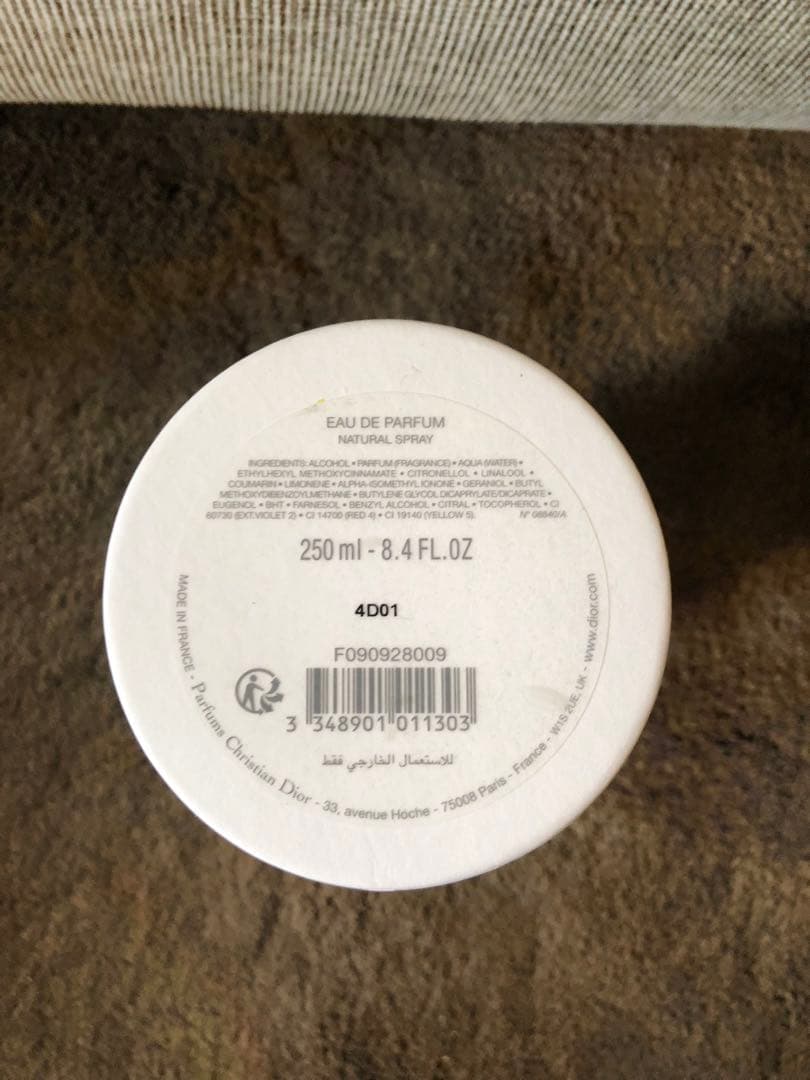 EAU DE PARFUM
NATURAL SPRAY
INGREDIENTS: ALCOHOL • PARFUM (FRAGRANCE) • AQUA (WATER) •
ETHYLHEXYL METHOXYCINNAMATE • CITRONELLOL • LINALOOL •
COUMARIN • LIMONENE • ALPHA-ISOMETHYL IONONE • GERANIOL • BUTYL
METHOXYDIBENZOYLMETHANE • BUTYLENE GLYCOL DICAPRYLATE/DICAPRATE •
EUGENOL • BHT • FARNESOL • BENZYL ALCOHOL • CITRAL • TOCOPHEROL • CI
60730 (EXT.VIOLET 2) • CI 14700 (RED 4) • CI 19140 (YELLOW 5). N° 08640/A
250 ml - 8.4 FL.OZ
4D01
F090928009
3 348901 011303
للاستعمال الخارجي فقط
MADE IN FRANCE - Parfums Christian Dior - 33, avenue Hoche - 75008 Paris - France - W1S 2UE, UK - www.dior.com